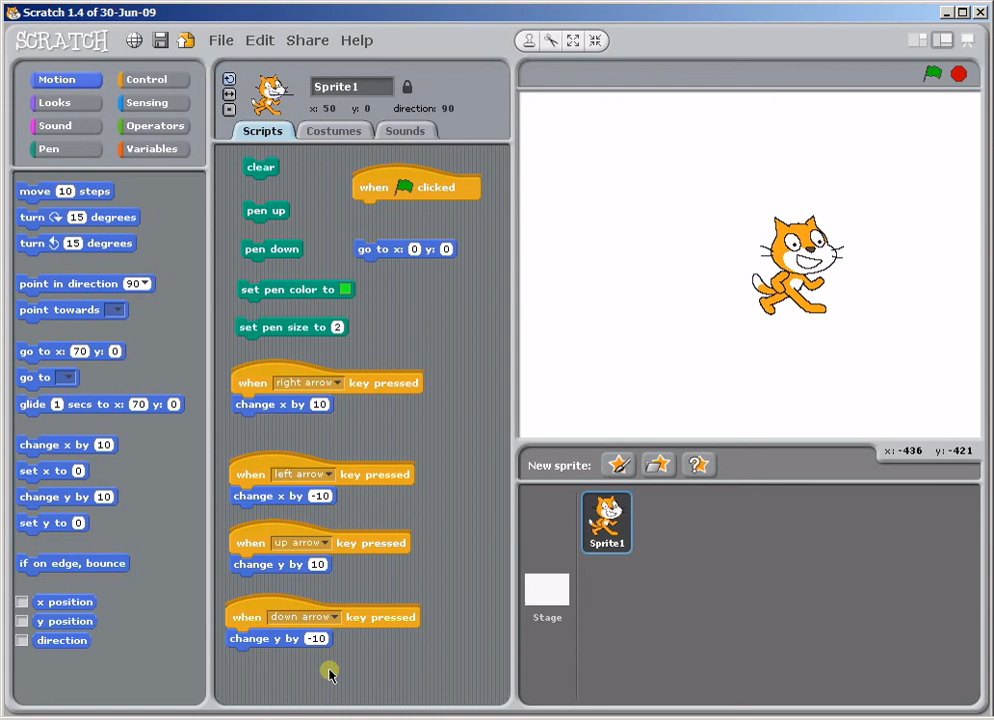 Scratch 1.4 of 30-Jun-09
SCRATCH
File Edit Share Help
Motion
Control
Looks
Sensing
Sound
Operators
Pen
Variables
move 10 steps
turn 15 degrees
turn 15 degrees
point in direction 90
point towards
go to x: 70 y: 0
go to
glide 1 secs to x: 70 y: 0
change x by 10
set x to 0
change y by 10
set y to 0
if on edge, bounce
x position
y position
direction
Sprite1
x: 50 y: 0 direction: 90
Scripts
Costumes
Sounds
clear
when clicked
pen up
pen down
go to x: 0 y: 0
set pen color to
set pen size to 2
when right arrow key pressed
change x by 10
when left arrow key pressed
change x by -10
when up arrow key pressed
change y by 10
when down arrow key pressed
change y by -10
x: -436 y: -421
New sprite:
Sprite1
Stage